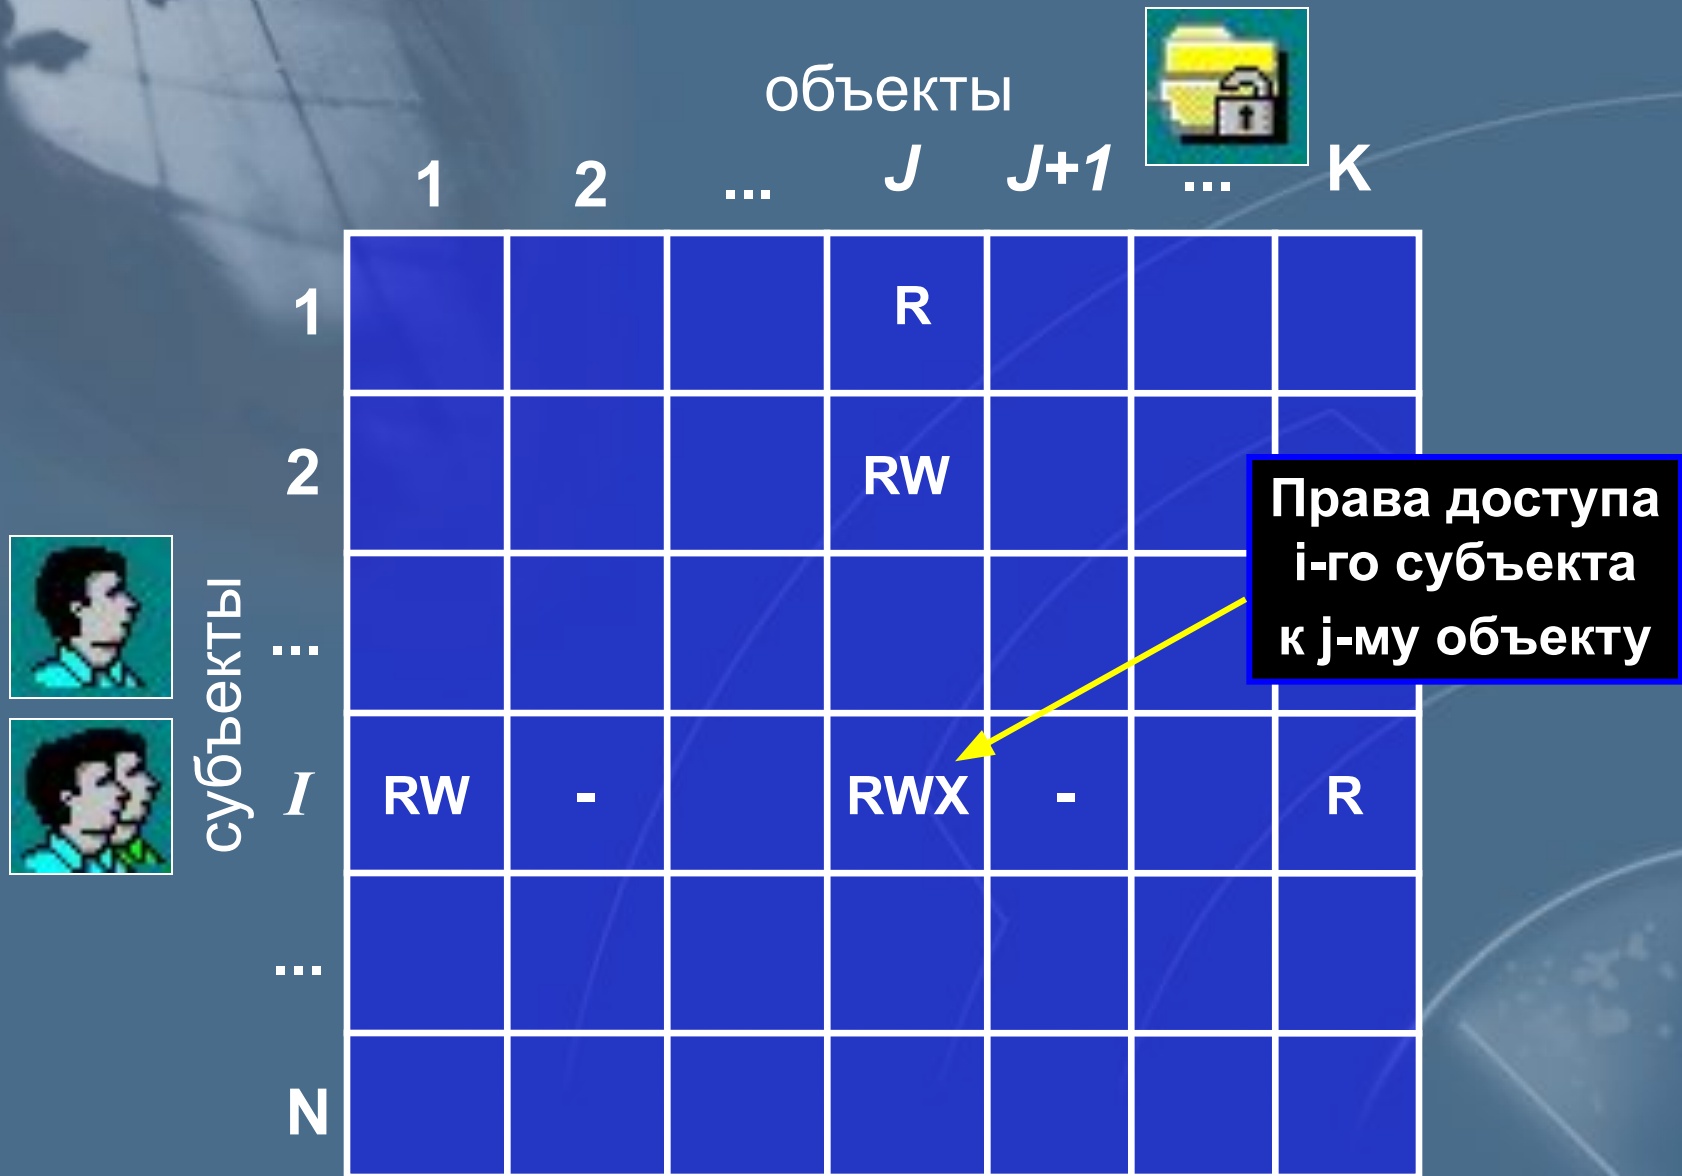 объекты
1 2 ... J J+1 ... K
1 R
2 RW
Права доступа
i-го субъекта
к j-му объекту
субъекты
...
I RW - RWX - R
...
N